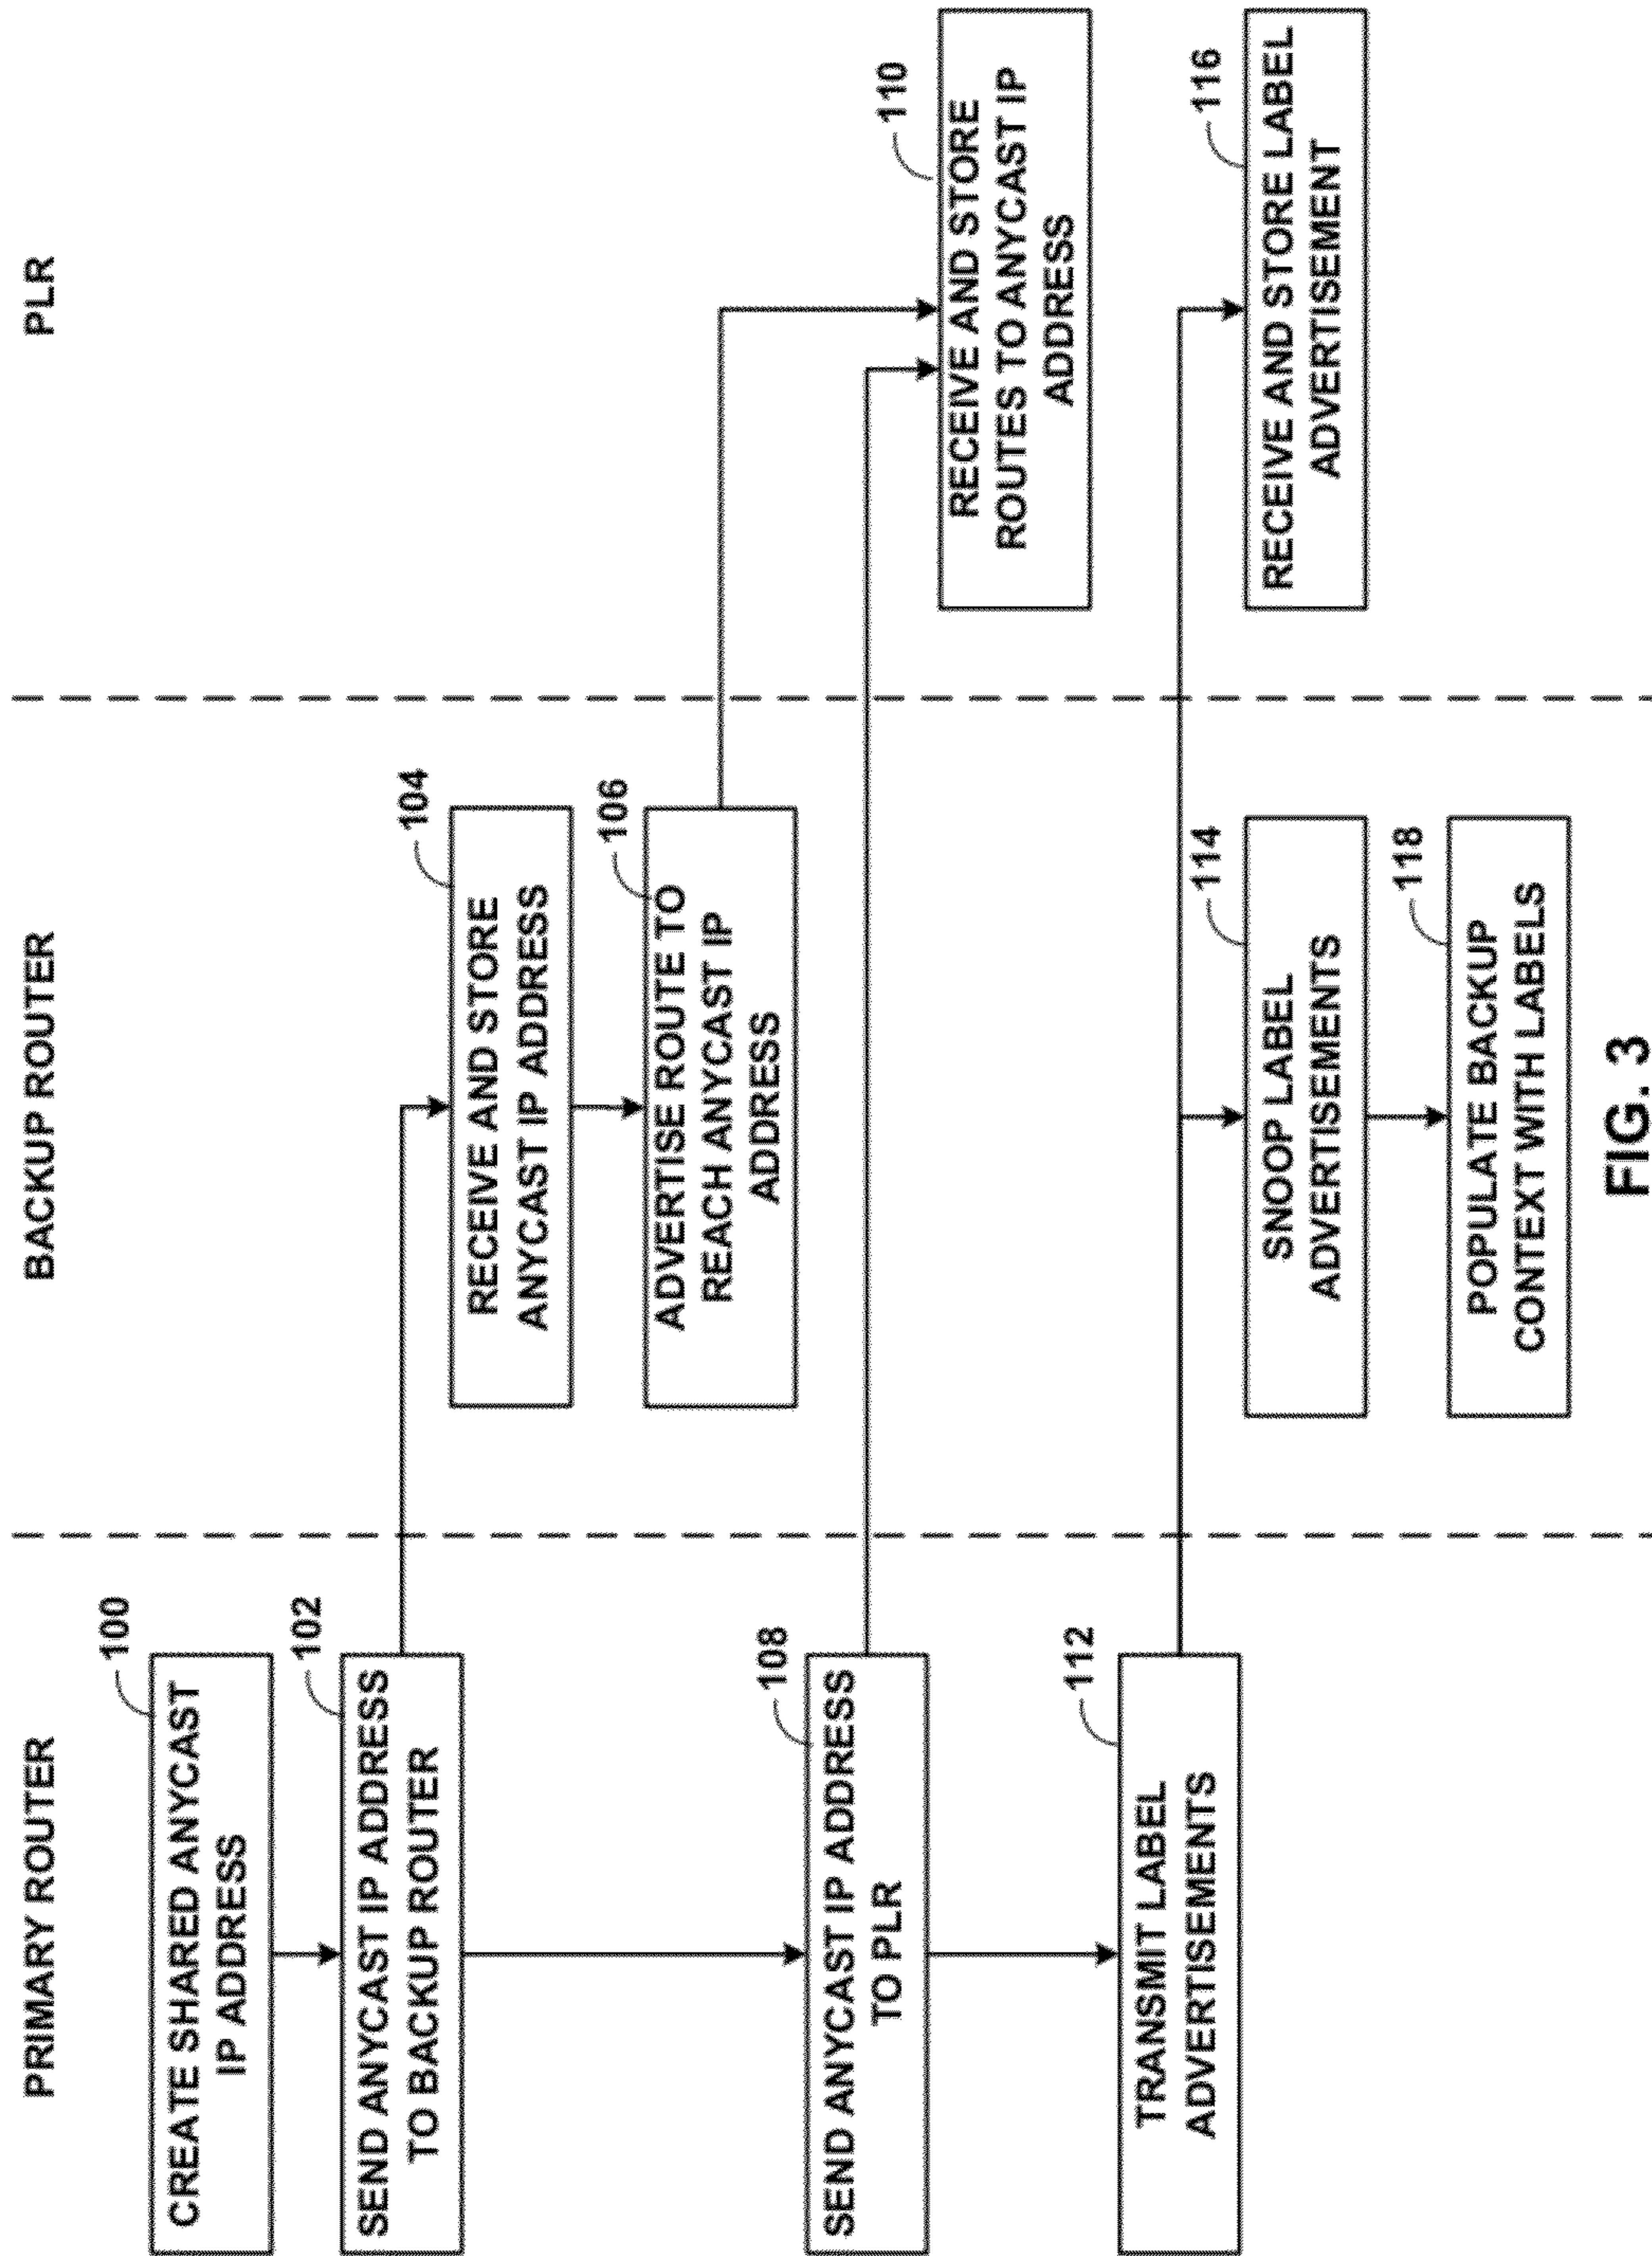 PRIMARY ROUTER
BACKUP ROUTER
PLR
100
CREATE SHARED ANYCAST
IP ADDRESS
102
SEND ANYCAST IP ADDRESS
TO BACKUP ROUTER
104
RECEIVE AND STORE
ANYCAST IP ADDRESS
106
ADVERTISE ROUTE TO
REACH ANYCAST IP
ADDRESS
108
SEND ANYCAST IP ADDRESS
TO PLR
110
RECEIVE AND STORE
ROUTES TO ANYCAST IP
ADDRESS
112
TRANSMIT LABEL
ADVERTISEMENTS
114
SNOOP LABEL
ADVERTISEMENTS
116
RECEIVE AND STORE LABEL
ADVERTISEMENT
118
POPULATE BACKUP
CONTEXT WITH LABELS
FIG. 3